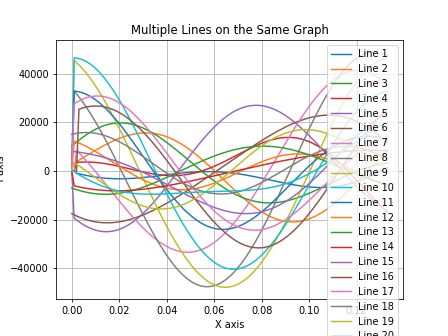 Multiple Lines on the Same Graph
40000
20000
0
−20000
−40000
0.00
0.02
0.04
0.06
0.08
0.10
X axis
Line 1
Line 2
Line 3
Line 4
Line 5
Line 6
Line 7
Line 8
Line 9
Line 10
Line 11
Line 12
Line 13
Line 14
Line 15
Line 16
Line 17
Line 18
Line 19
Line 20